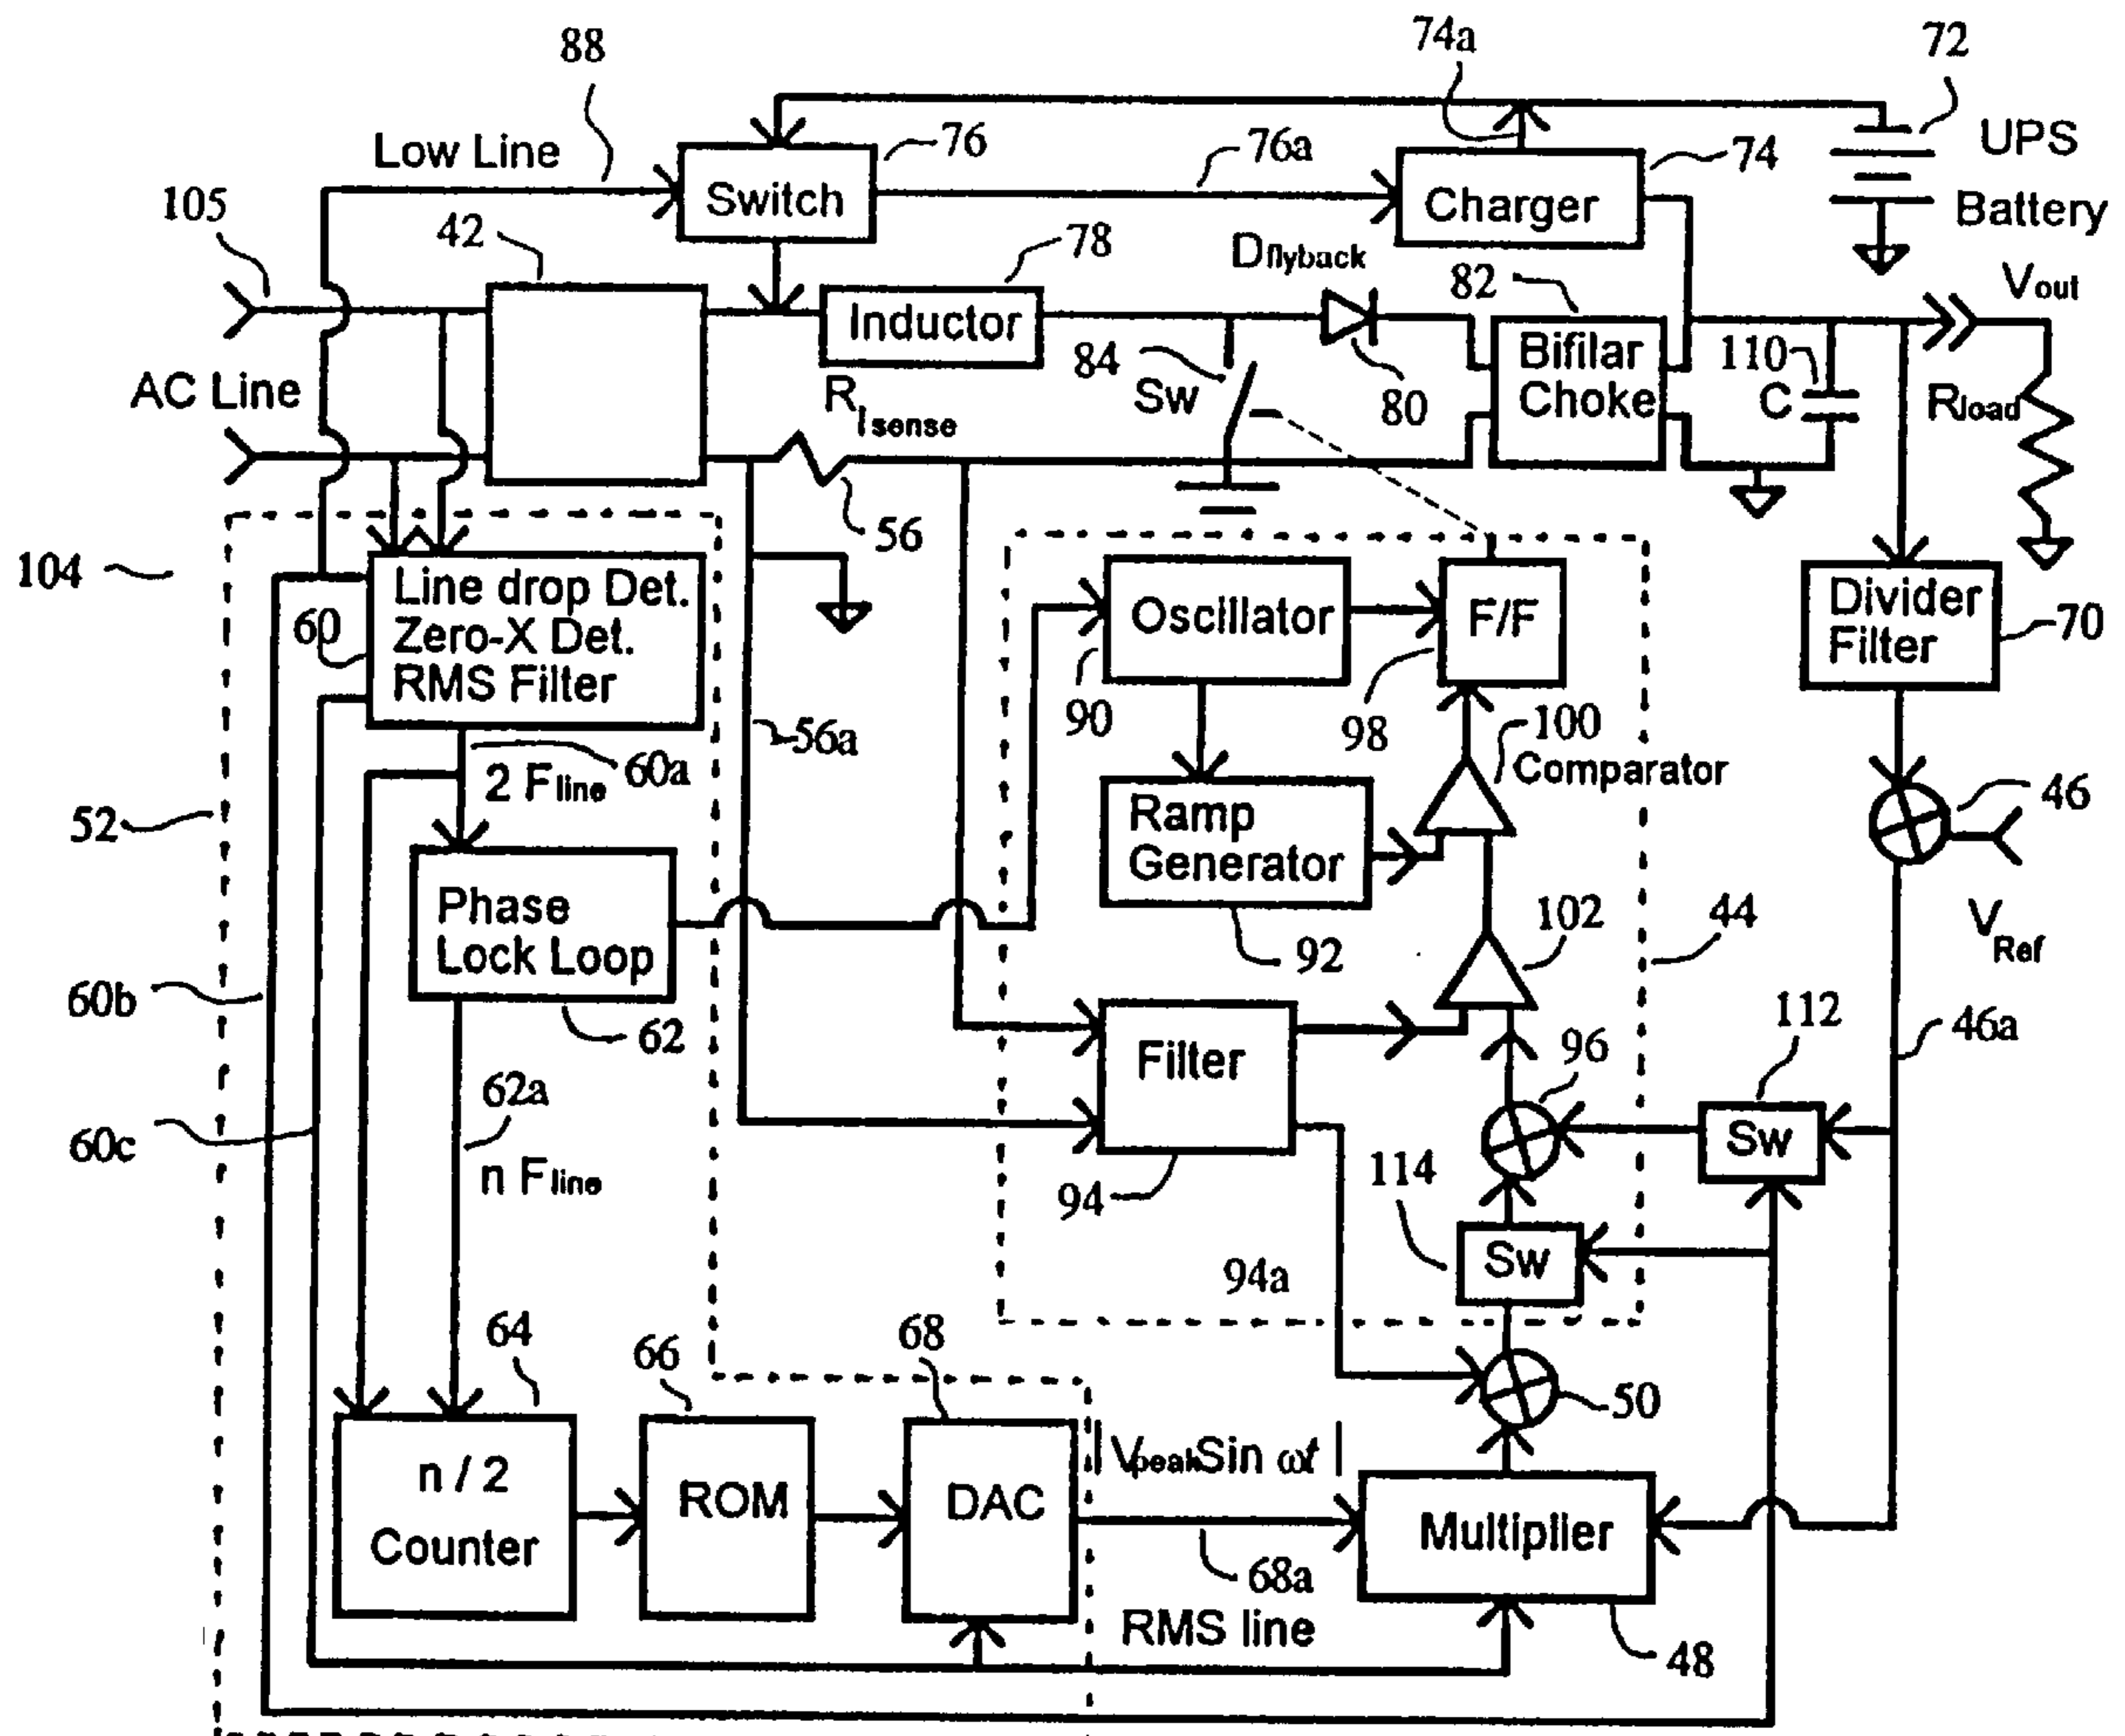 88
74a
72
Low Line
76
76a
74
UPS
Switch
Charger
Battery
105
42
78
Dflyback
82
Vout
Inductor
84
Bifilar
Choke
110
AC Line
RIsense
Sw
80
C
Rload
56
104
Line drop Det.
Zero-X Det.
RMS Filter
60
Oscillator
F/F
Divider
Filter
70
90
98
100
Comparator
56a
2 Fline
60a
52
Ramp
Generator
46
Phase
Lock Loop
92
102
44
VRef
60b
62
Filter
96
112
46a
62a
60c
n Fline
94
114
Sw
Sw
94a
64
66
68
50
n / 2
Counter
ROM
DAC
|VpeakSin ωt|
Multiplier
68a
RMS line
48